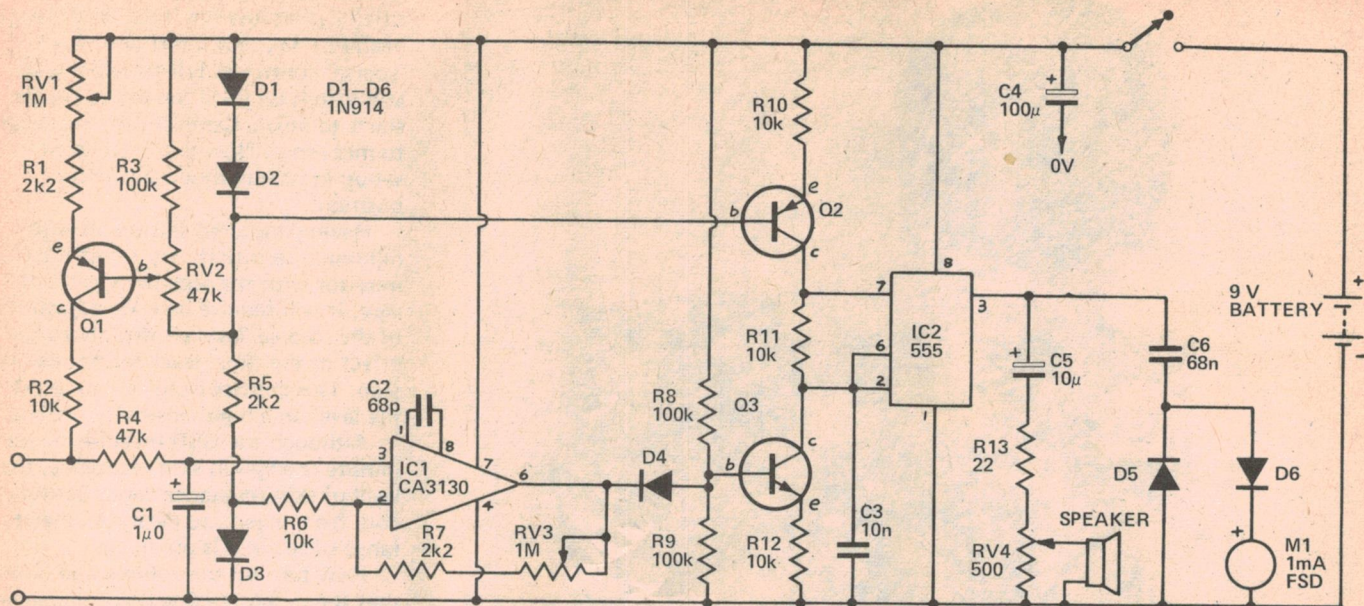 RV1
1M
R1
2k2
e
b
c
Q1
R2
10k
R3
100k
RV2
47k
D1
D1–D6
1N914
D2
R4
47k
+
C1
1µ0
R5
2k2
D3
R6
10k
C2
68p
1
8
3
2
IC1
CA3130
7
4
6
R7
2k2
RV3
1M
D4
R8
100k
R9
100k
R10
10k
e
b
Q2
c
R11
10k
Q3
c
b
e
R12
10k
C3
10n
7
6
2
8
3
1
IC2
555
+
C4
100µ
0V
+
C5
10µ
R13
22
RV4
500
SPEAKER
C6
68n
D5
D6
+
M1
1mA
FSD
9 V
BATTERY
+
–